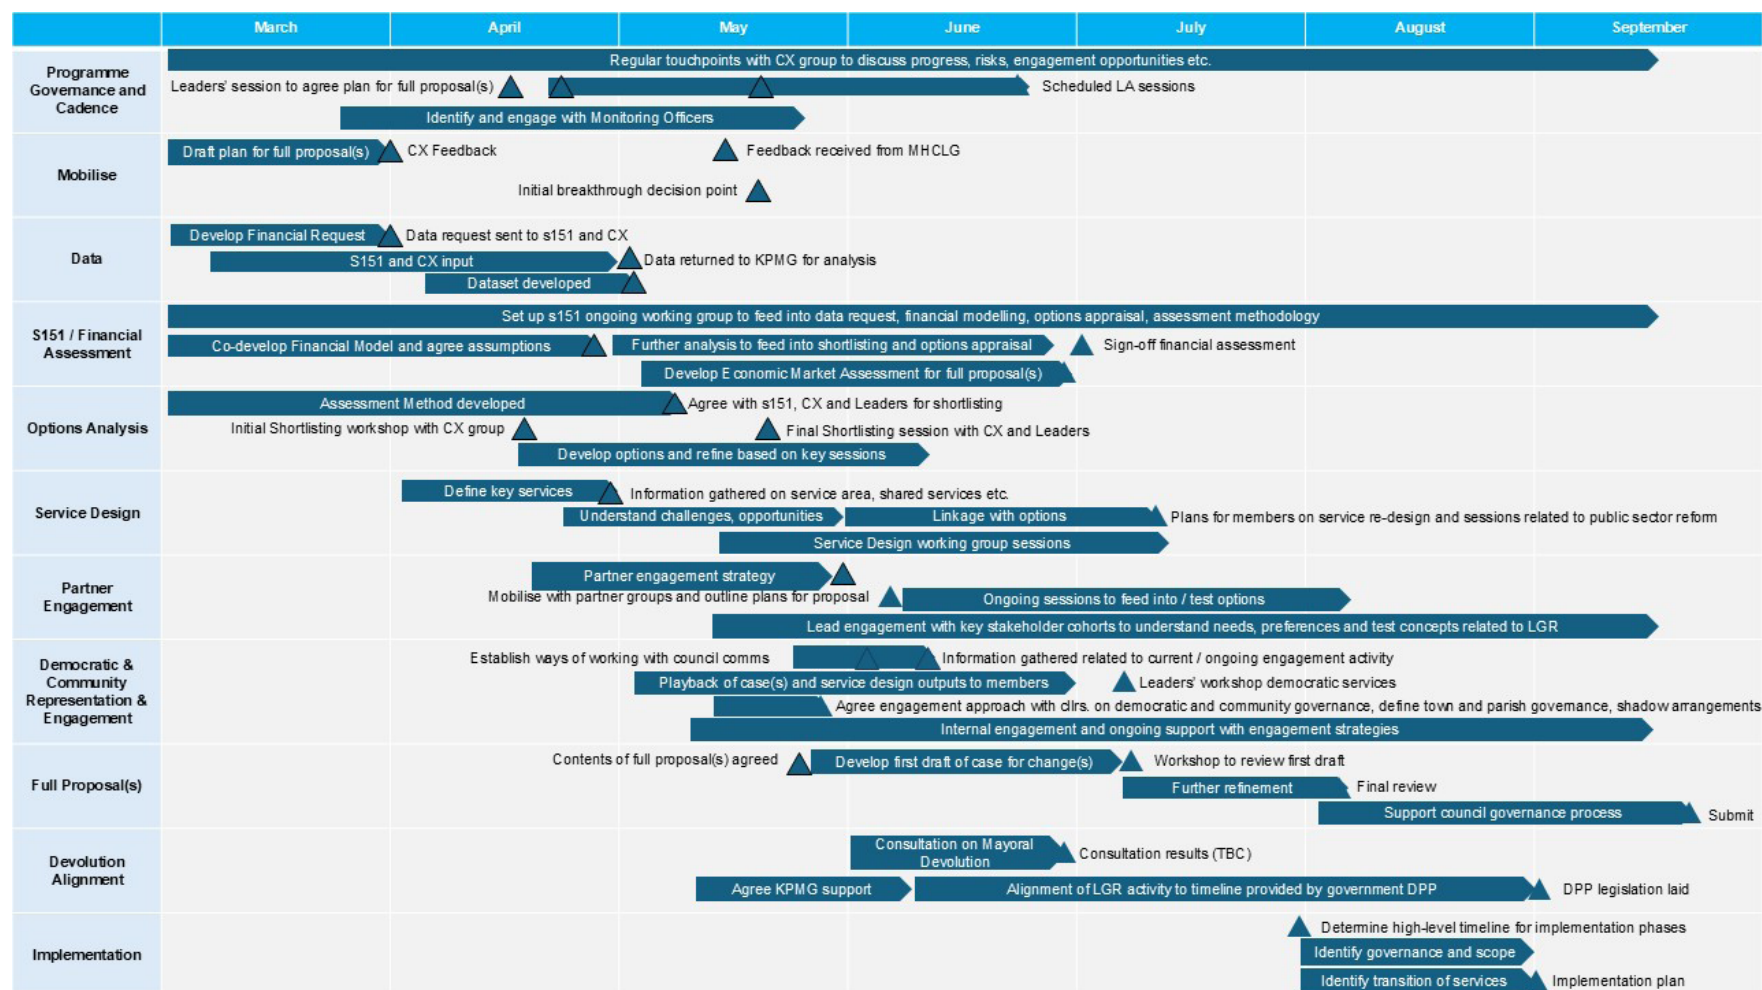 March April May June July August September
Programme
Governance and
Cadence
Regular touchpoints with CX group to discuss progress, risks, engagement opportunities etc.
Leaders' session to agree plan for full proposal(s)
Scheduled LA sessions
Identify and engage with Monitoring Officers
Mobilise
Draft plan for full proposal(s)
CX Feedback
Feedback received from MHCLG
Initial breakthrough decision point
Data
Develop Financial Request
Data request sent to s151 and CX
S151 and CX input
Data returned to KPMG for analysis
Dataset developed
S151 / Financial
Assessment
Set up s151 ongoing working group to feed into data request, financial modelling, options appraisal, assessment methodology
Co-develop Financial Model and agree assumptions
Further analysis to feed into shortlisting and options appraisal
Sign-off financial assessment
Develop Economic Market Assessment for full proposal(s)
Options Analysis
Assessment Method developed
Agree with s151, CX and Leaders for shortlisting
Initial Shortlisting workshop with CX group
Final Shortlisting session with CX and Leaders
Develop options and refine based on key sessions
Service Design
Define key services
Information gathered on service area, shared services etc.
Understand challenges, opportunities
Linkage with options
Plans for members on service re-design and sessions related to public sector reform
Service Design working group sessions
Partner
Engagement
Partner engagement strategy
Mobilise with partner groups and outline plans for proposal
Ongoing sessions to feed into / test options
Lead engagement with key stakeholder cohorts to understand needs, preferences and test concepts related to LGR
Democratic &
Community
Representation &
Engagement
Establish ways of working with council comms
Information gathered related to current / ongoing engagement activity
Playback of case(s) and service design outputs to members
Leaders' workshop democratic services
Agree engagement approach with cllrs. on democratic and community governance, define town and parish governance, shadow arrangements
Internal engagement and ongoing support with engagement strategies
Full Proposal(s)
Contents of full proposal(s) agreed
Develop first draft of case for change(s)
Workshop to review first draft
Further refinement
Final review
Support council governance process
Submit
Devolution
Alignment
Consultation on Mayoral
Devolution
Consultation results (TBC)
Agree KPMG support
Alignment of LGR activity to timeline provided by government DPP
DPP legislation laid
Implementation
Determine high-level timeline for implementation phases
Identify governance and scope
Identify transition of services
Implementation plan